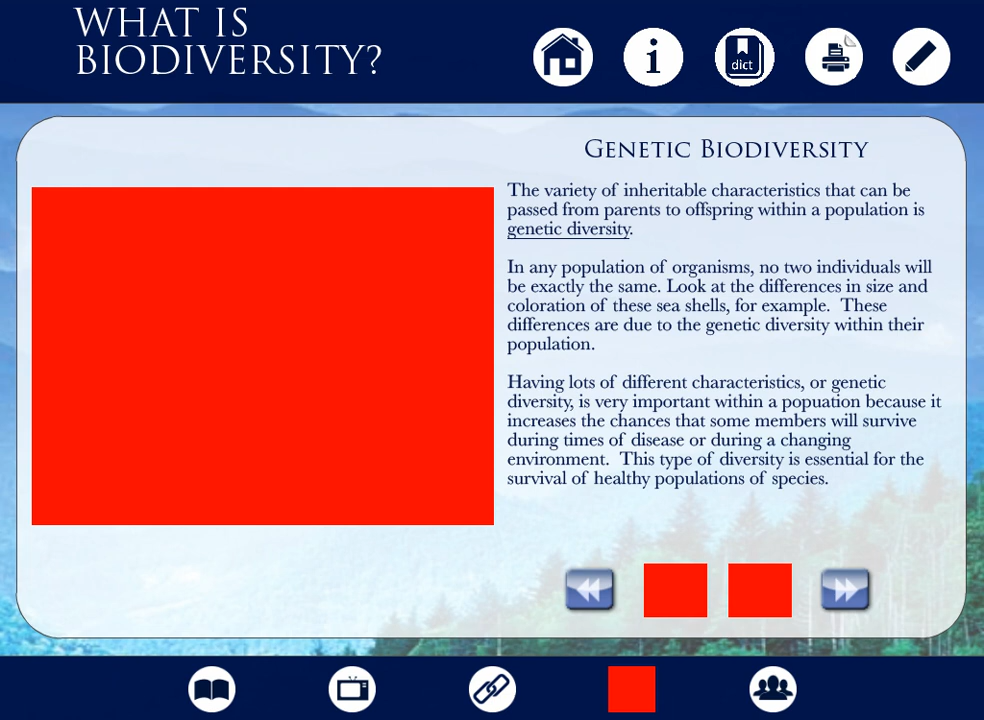 WHAT IS
BIODIVERSITY?
dict
GENETIC BIODIVERSITY
The variety of inheritable characteristics that can be
passed from parents to offspring within a population is
genetic diversity.
In any population of organisms, no two individuals will
be exactly the same. Look at the differences in size and
coloration of these sea shells, for example.  These
differences are due to the genetic diversity within their
population.
Having lots of different characteristics, or genetic
diversity, is very important within a popuation because it
increases the chances that some members will survive
during times of disease or during a changing
environment.  This type of diversity is essential for the
survival of healthy populations of species.